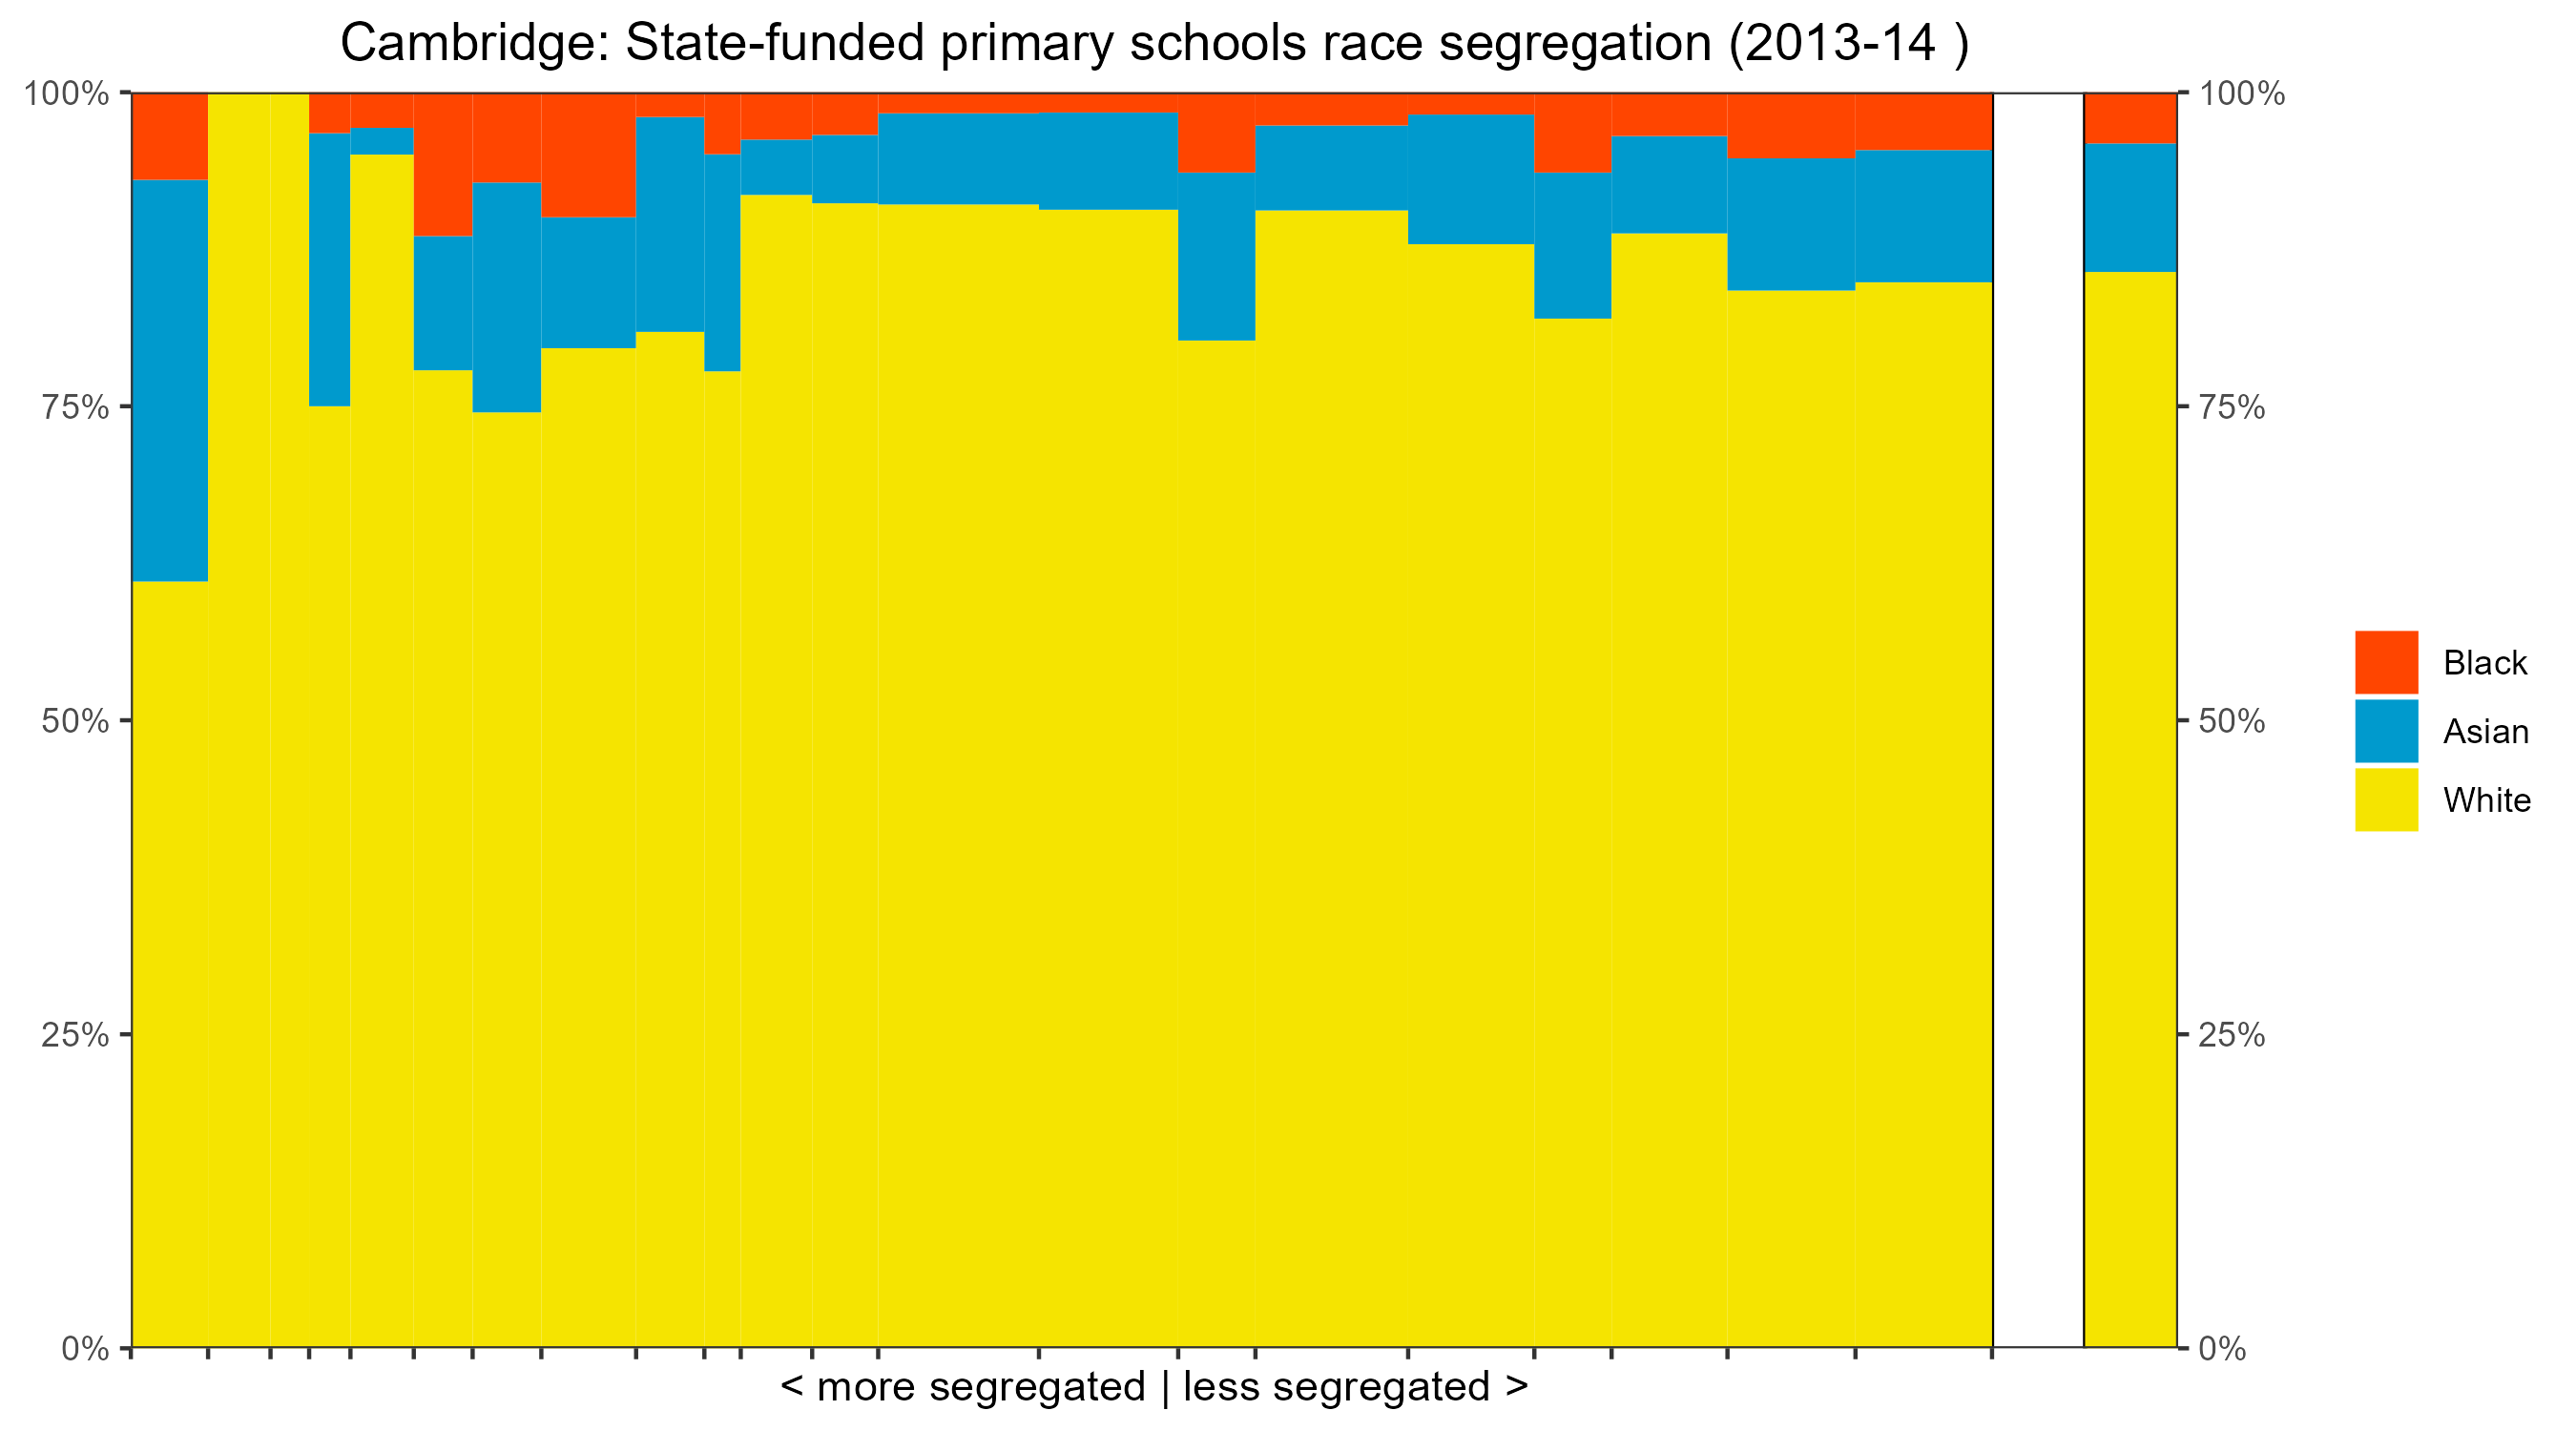 Cambridge: State-funded primary schools race segregation (2013-14 )
100%
75%
50%
25%
0%
100%
75%
50%
25%
0%
Black
Asian
White
< more segregated | less segregated >